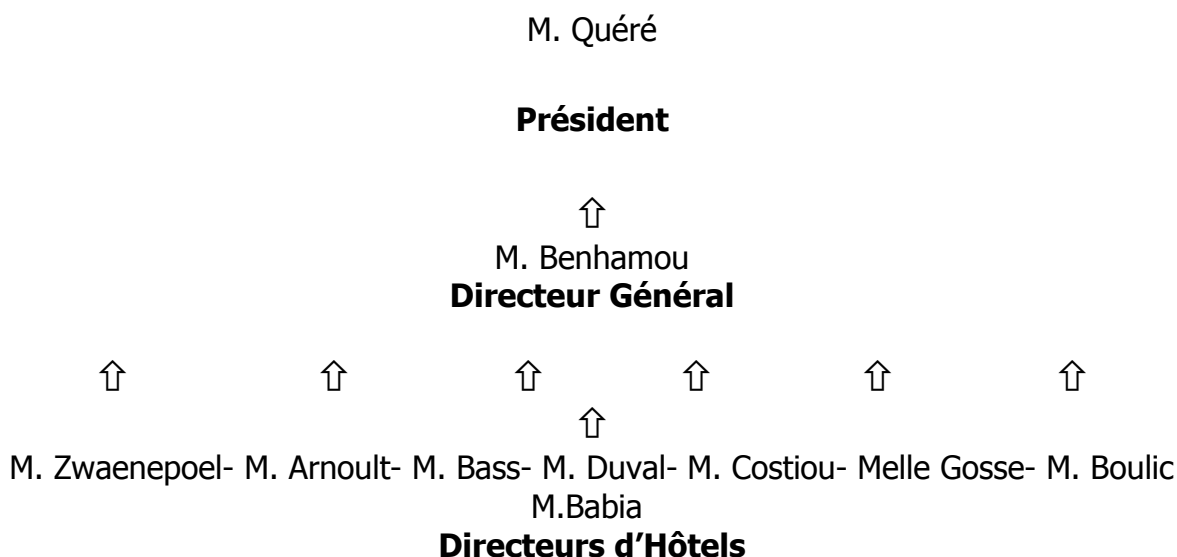 M. Quéré
Président
⇧
M. Benhamou
Directeur Général
⇧ ⇧ ⇧ ⇧ ⇧ ⇧
⇧
M. Zwaenepoel- M. Arnoult- M. Bass- M. Duval- M. Costiou- Melle Gosse- M. Boulic
M.Babia
Directeurs d’Hôtels